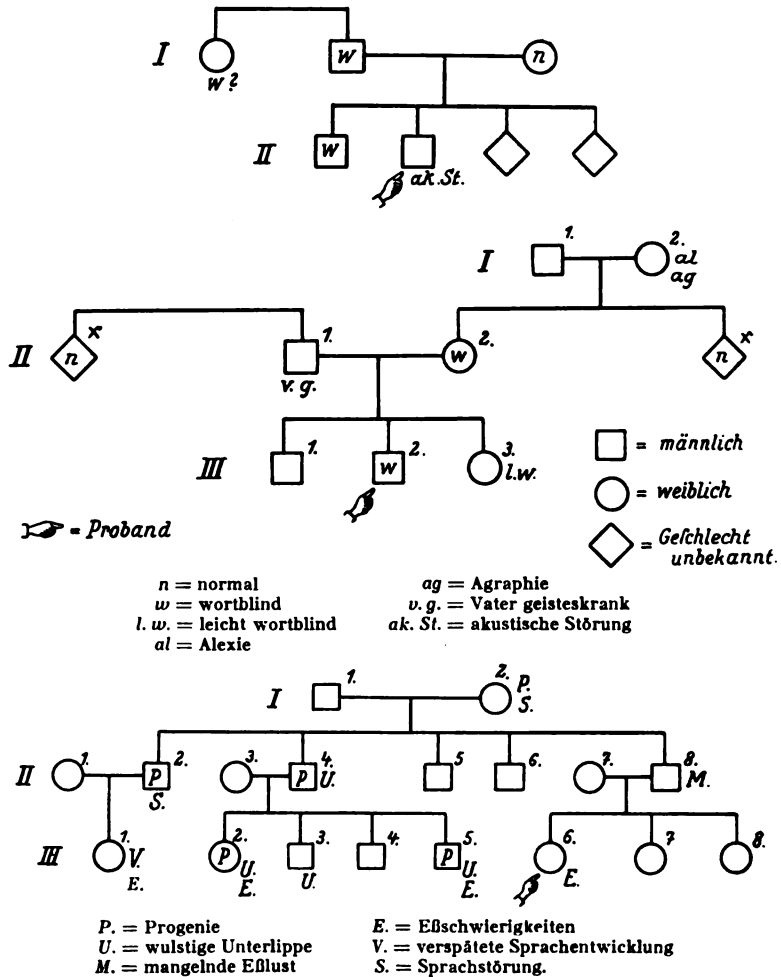 I w n
w?
II w
ak. St.
I 1. 2.
al
ag
II n x 1. w 2. n x
v. g.
III 1. w 2. 3.
l. w.
= männlich
= weiblich
= Proband
= Geſchlecht
unbekannt.
n = normal
w = wortblind
l. w. = leicht wortblind
al = Alexie
ag = Agraphie
v. g. = Vater geisteskrank
ak. St. = akustische Störung
I 1. 2. P.
S.
II 1. P 2. 3. P 4. 5 6. 7. 8.
S. U. M.
III 1. P 2. 3. 4. P 5. 6. 7 8.
V. U. U. U. E.
E. E. E.
P. = Progenie
U. = wulstige Unterlippe
M. = mangelnde Eßlust
E. = Eßschwierigkeiten
V. = verspätete Sprachentwicklung
S. = Sprachstörung.